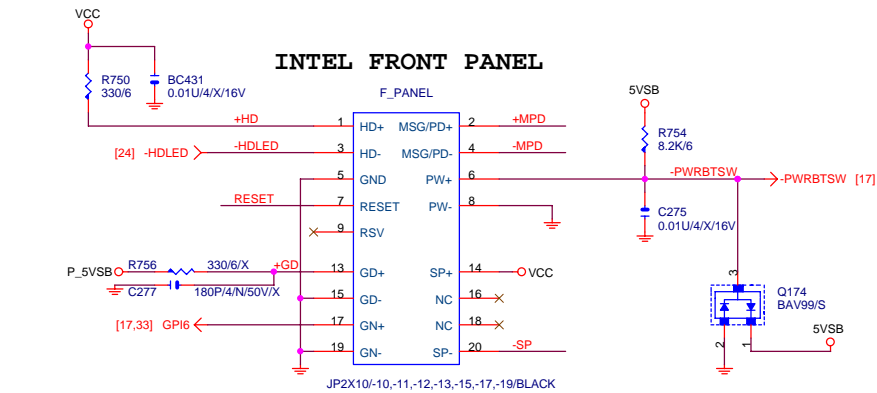 VCC
INTEL FRONT PANEL
R750
330/6
BC431
0.01U/4/X/16V
F_PANEL
5VSB
+HD
1
HD+
MSG/PD+
2
+MPD
R754
8.2K/6
[24] -HDLED
-HDLED
3
HD-
MSG/PD-
4
-MPD
5
GND
PW+
6
-PWRBTSW
-PWRBTSW [17]
RESET
7
RESET
PW-
8
C275
0.01U/4/X/16V
9
RSV
P_5VSB
R756
330/6/X
+GD
13
GD+
SP+
14
VCC
C277
180P/4/N/50V/X
15
GD-
NC
16
3
Q174
BAV99/S
[17,33] GPI6
17
GN+
NC
18
5VSB
19
GN-
SP-
20
-SP
2
1
JP2X10/-10,-11,-12,-13,-15,-17,-19/BLACK